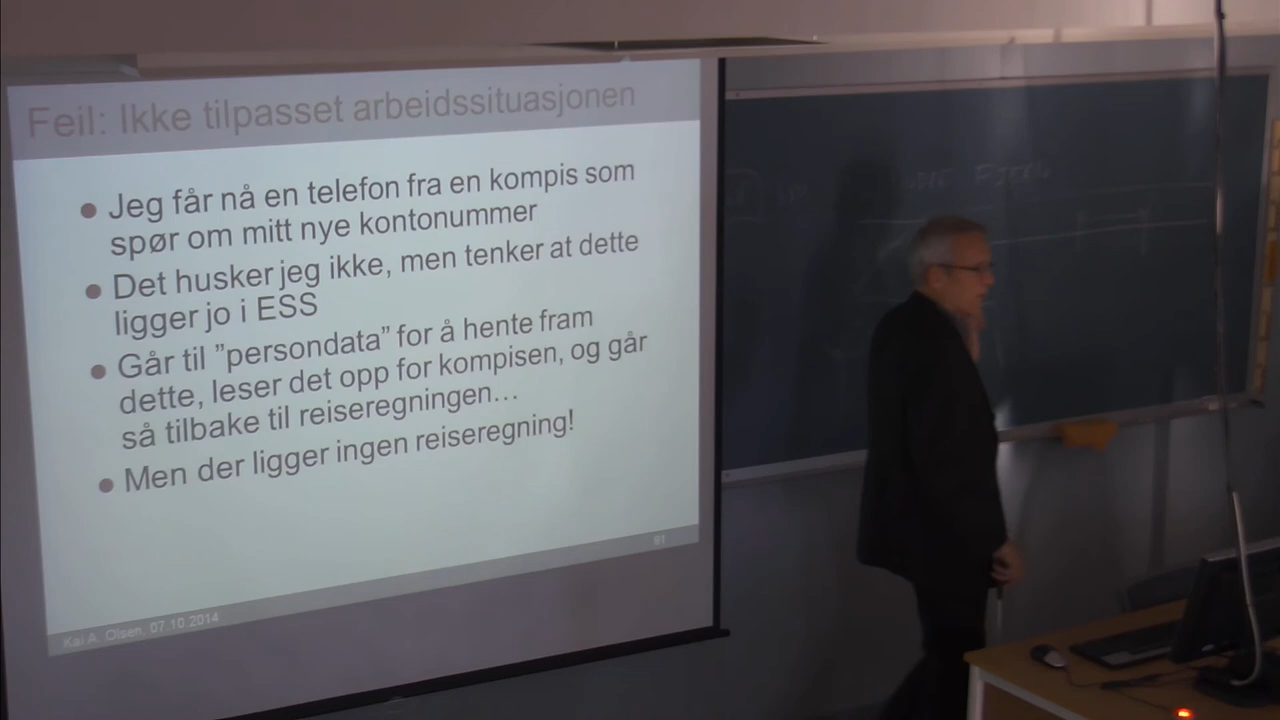 Feil: Ikke tilpasset arbeidssituasjonen
Jeg får nå en telefon fra en kompis som
spør om mitt nye kontonummer
Det husker jeg ikke, men tenker at dette
ligger jo i ESS
Går til ”persondata” for å hente fram
dette, leser det opp for kompisen, og går
så tilbake til reiseregningen…
Men der ligger ingen reiseregning!
61
Kai A. Olsen, 07.10.2014